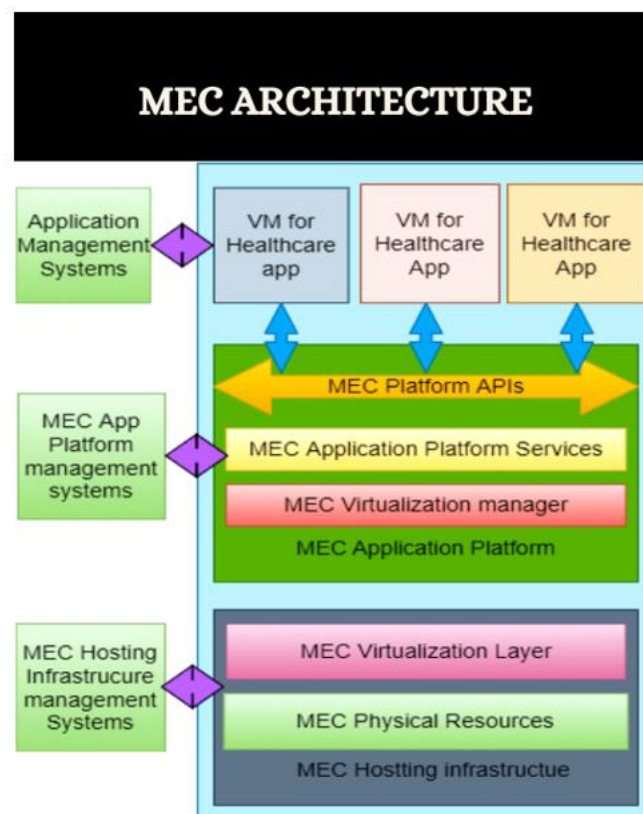 MEC ARCHITECTURE
Application
Management
Systems
VM for
Healthcare
app
VM for
Healthcare
App
VM for
Healthcare
App
MEC Platform APIs
MEC App
Platform
management
systems
MEC Application Platform Services
MEC Virtualization manager
MEC Application Platform
MEC Hosting
Infrastrucure
management
Systems
MEC Virtualization Layer
MEC Physical Resources
MEC Hostting infrastructue